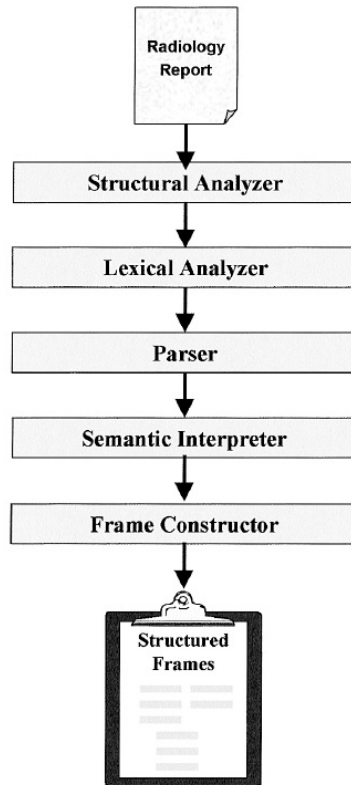 Radiology
Report
Structural Analyzer
Lexical Analyzer
Parser
Semantic Interpreter
Frame Constructor
Structured
Frames